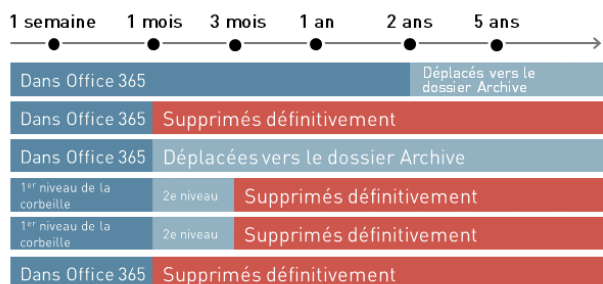 1 semaine 1 mois 3 mois 1 an 2 ans 5 ans
Dans Office 365
Déplacés vers le
dossier Archive
Dans Office 365 Supprimés définitivement
Dans Office 365 Déplacées vers le dossier Archive
1er niveau de la
corbeille
2e niveau Supprimés définitivement
1er niveau de la
corbeille
2e niveau Supprimés définitivement
Dans Office 365 Supprimés définitivement